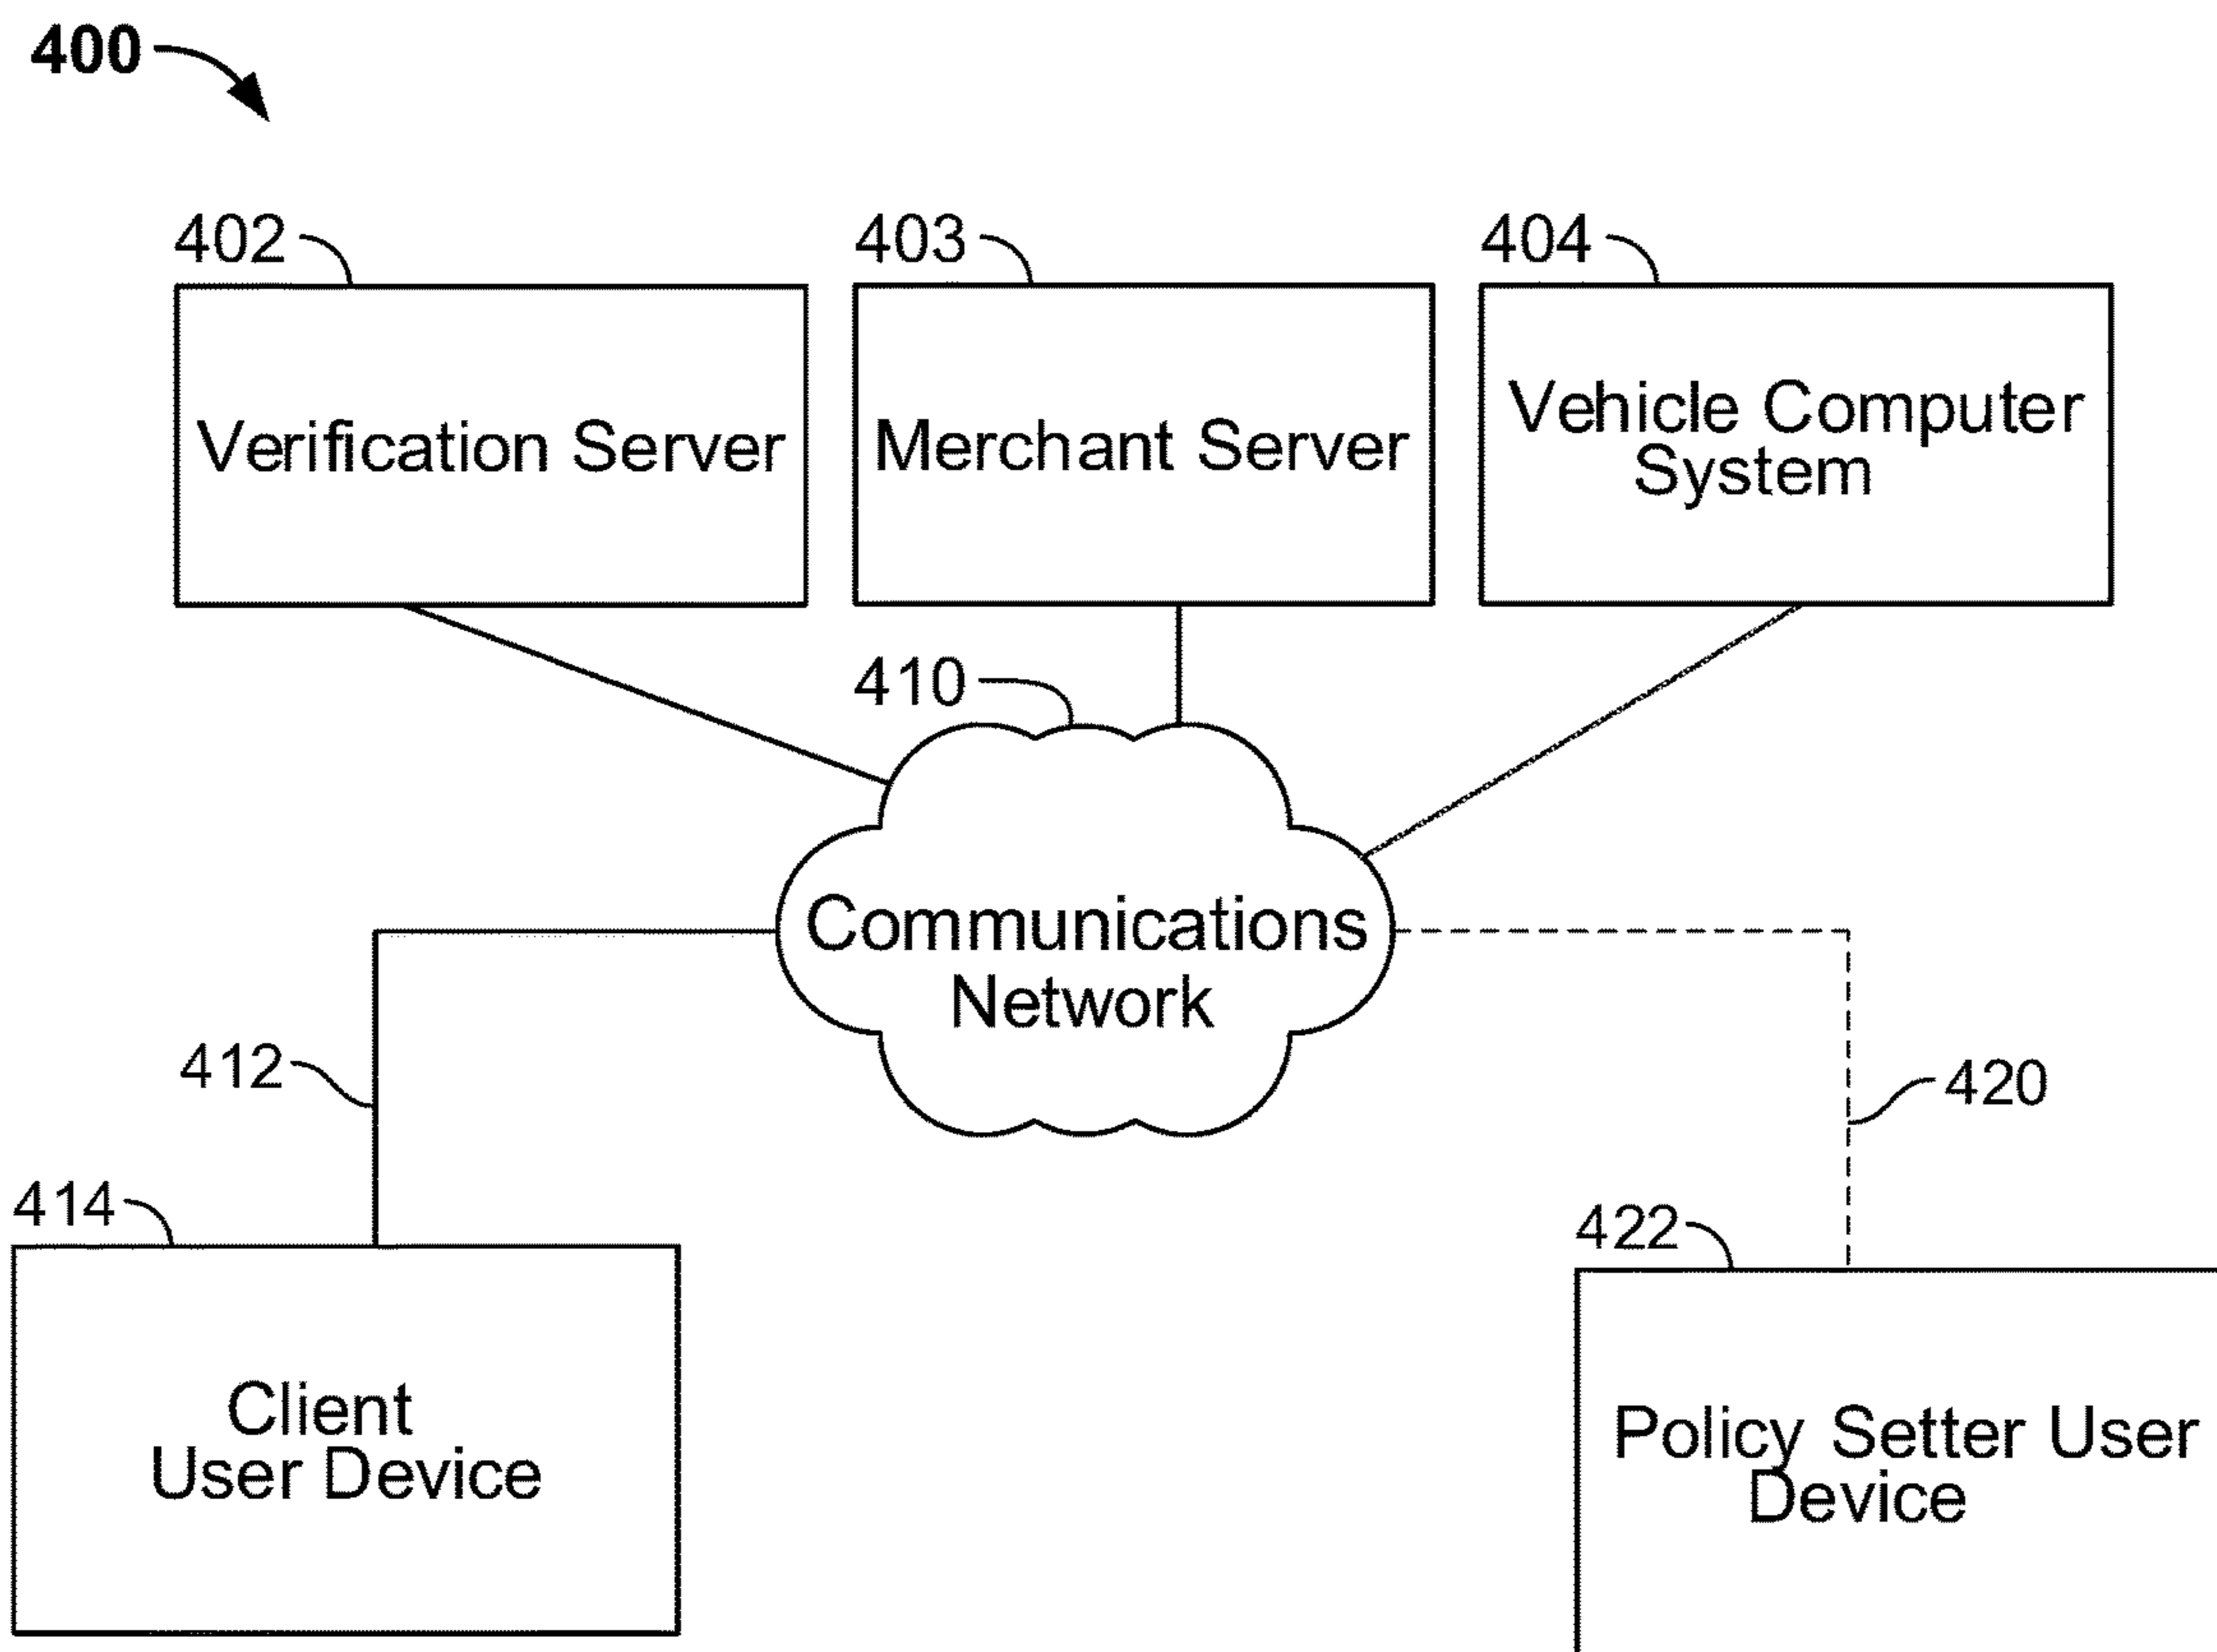 400
402
403
404
Verification Server
Merchant Server
Vehicle Computer
System
410
Communications
Network
412
420
414
422
Client
User Device
Policy Setter User
Device